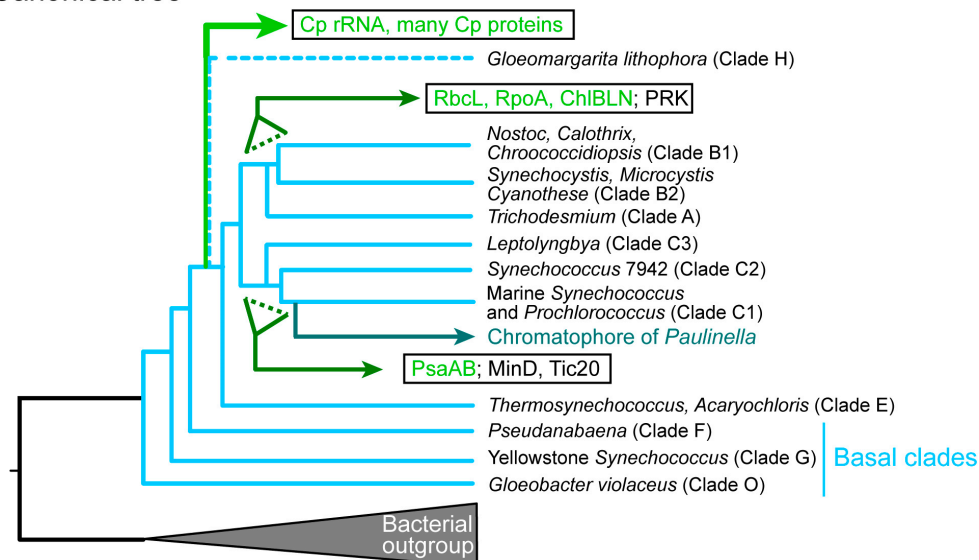 Cp rRNA, many Cp proteins
Gloeomargarita lithophora (Clade H)
RbcL, RpoA, ChlBLN; PRK
Nostoc, Calothrix,
Chroococcidiopsis (Clade B1)
Synechocystis, Microcystis
Cyanothese (Clade B2)
Trichodesmium (Clade A)
Leptolyngbya (Clade C3)
Synechococcus 7942 (Clade C2)
Marine Synechococcus
and Prochlorococcus (Clade C1)
Chromatophore of Paulinella
PsaAB; MinD, Tic20
Thermosynechococcus, Acaryochloris (Clade E)
Pseudanabaena (Clade F)
Yellowstone Synechococcus (Clade G)
Basal clades
Gloeobacter violaceus (Clade O)
Bacterial
outgroup